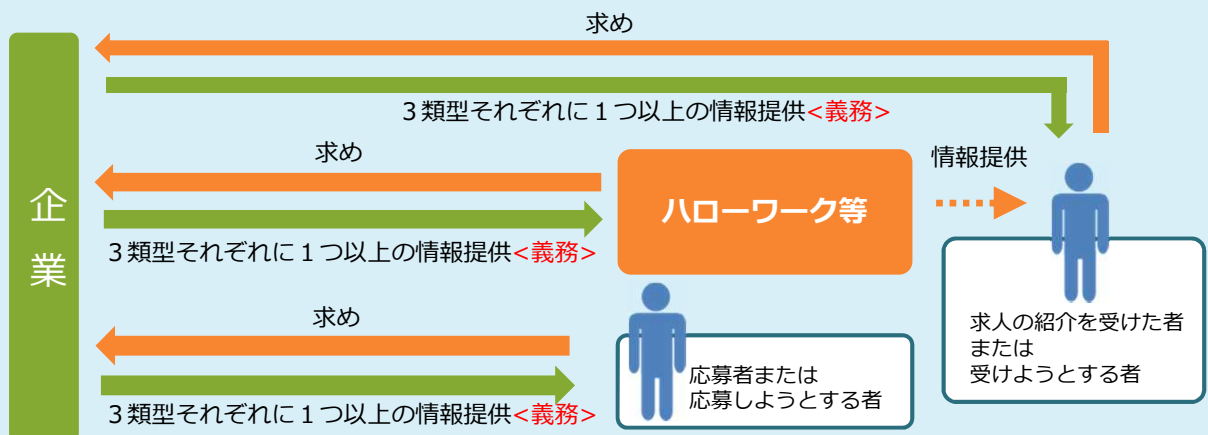 求め
３類型それぞれに１つ以上の情報提供<義務>
企業
求め
ハローワーク等
情報提供
３類型それぞれに１つ以上の情報提供<義務>
求人の紹介を受けた者
または
受けようとする者
求め
応募者または
応募しようとする者
３類型それぞれに１つ以上の情報提供<義務>